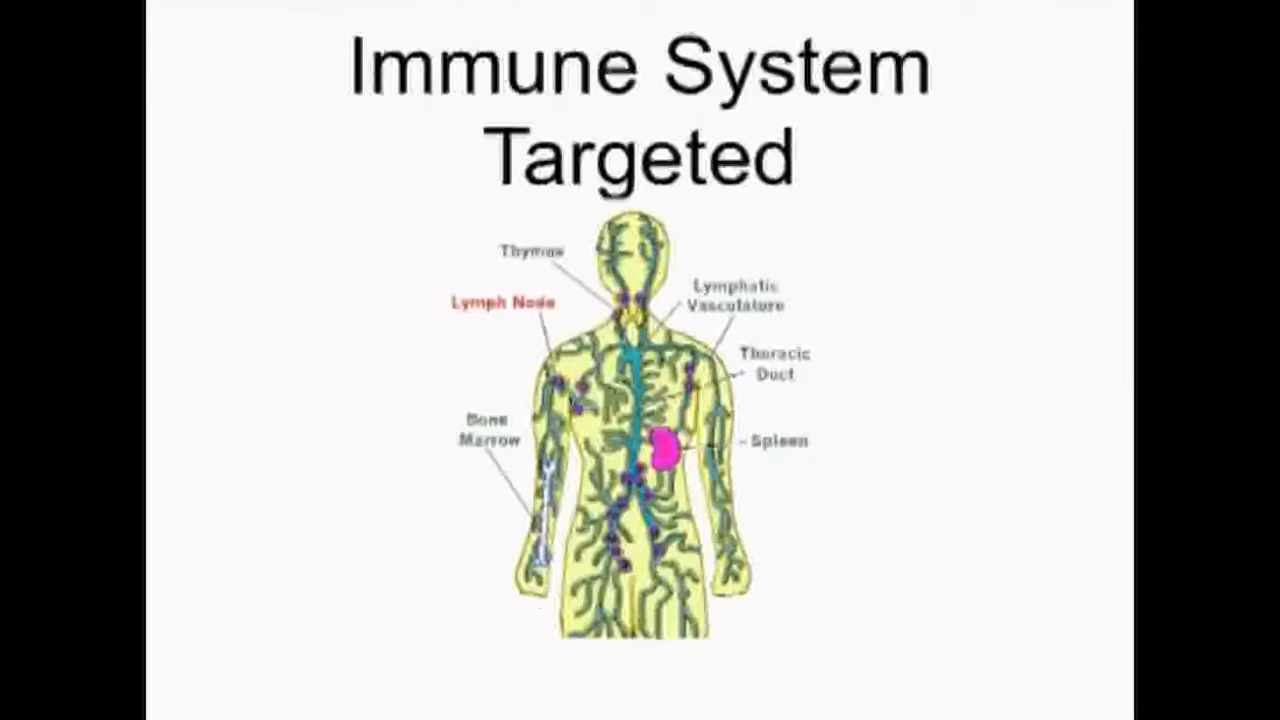 Immune System
Targeted
Thymus
Lymphatic
Vasculature
Lymph Node
Thoracic
Duct
Bone
Marrow
Spleen